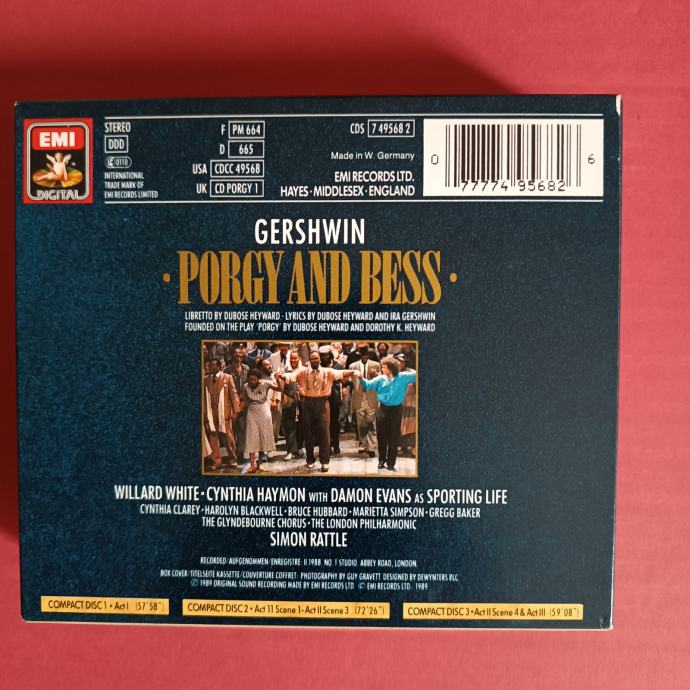 EMI
DIGITAL
STEREO
DDD
0110
INTERNATIONAL
TRADE MARK OF
EMI RECORDS LIMITED
F PM 664
D 665
USA CDCC 49568
UK CD PORGY 1
CDS 7 49568 2
Made in W. Germany
EMI RECORDS LTD.
HAYES · MIDDLESEX · ENGLAND
0 77774 95682 6
GERSHWIN
· PORGY AND BESS ·
LIBRETTO BY DUBOSE HEYWARD · LYRICS BY DUBOSE HEYWARD AND IRA GERSHWIN
FOUNDED ON THE PLAY 'PORGY' BY DUBOSE HEYWARD AND DOROTHY K. HEYWARD
WILLARD WHITE · CYNTHIA HAYMON WITH DAMON EVANS AS SPORTING LIFE
CYNTHIA CLAREY · HAROLYN BLACKWELL · BRUCE HUBBARD · MARIETTA SIMPSON · GREGG BAKER
THE GLYNDEBOURNE CHORUS · THE LONDON PHILHARMONIC
SIMON RATTLE
RECORDED/AUFGENOMMEN/ENREGISTRE: II.1988, NO. 1 STUDIO, ABBEY ROAD, LONDON.
BOX COVER/TITELSEITE KASSETTE/COUVERTURE COFFRET: PHOTOGRAPHY BY GUY GRAVETT DESIGNED BY DEWYNTERS PLC.
℗ 1989 ORIGINAL SOUND RECORDING MADE BY EMI RECORDS LTD. © EMI RECORDS LTD. 1989
COMPACT DISC 1 • Act I (57'58")
COMPACT DISC 2 • Act 11 Scene 1-Act II Scene 3 (72'26")
COMPACT DISC 3 • Act II Scene 4 & Act III (59'08")